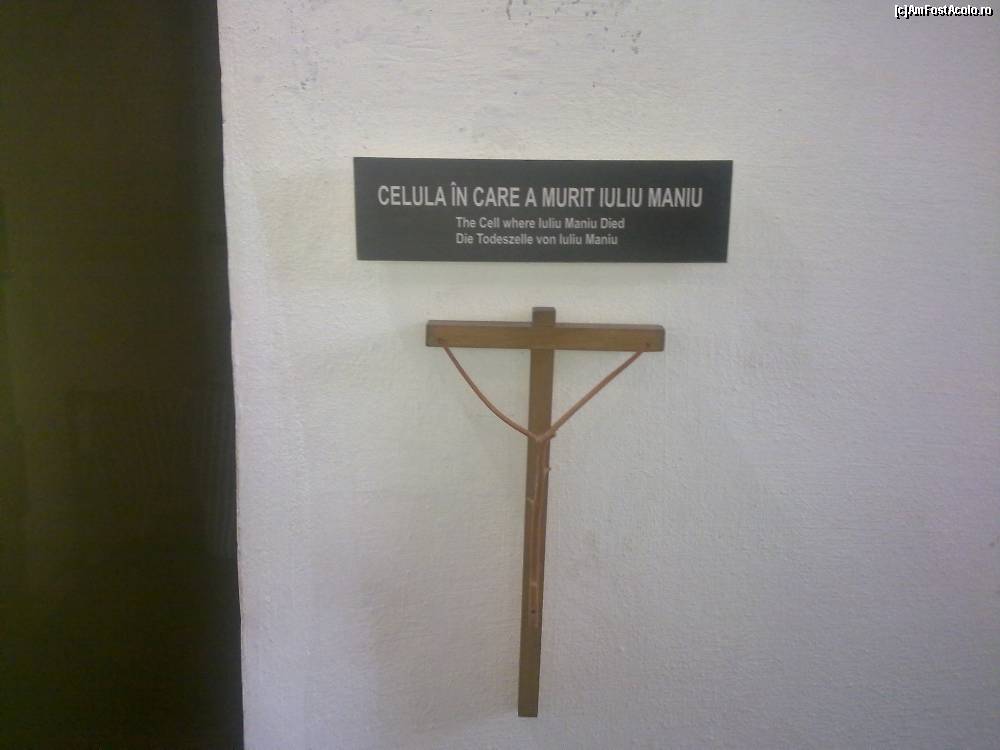 [c]AmFostAcolo.ro
CELULA ÎN CARE A MURIT IULIU MANIU
The Cell where Iuliu Maniu Died
Die Todeszelle von Iuliu Maniu